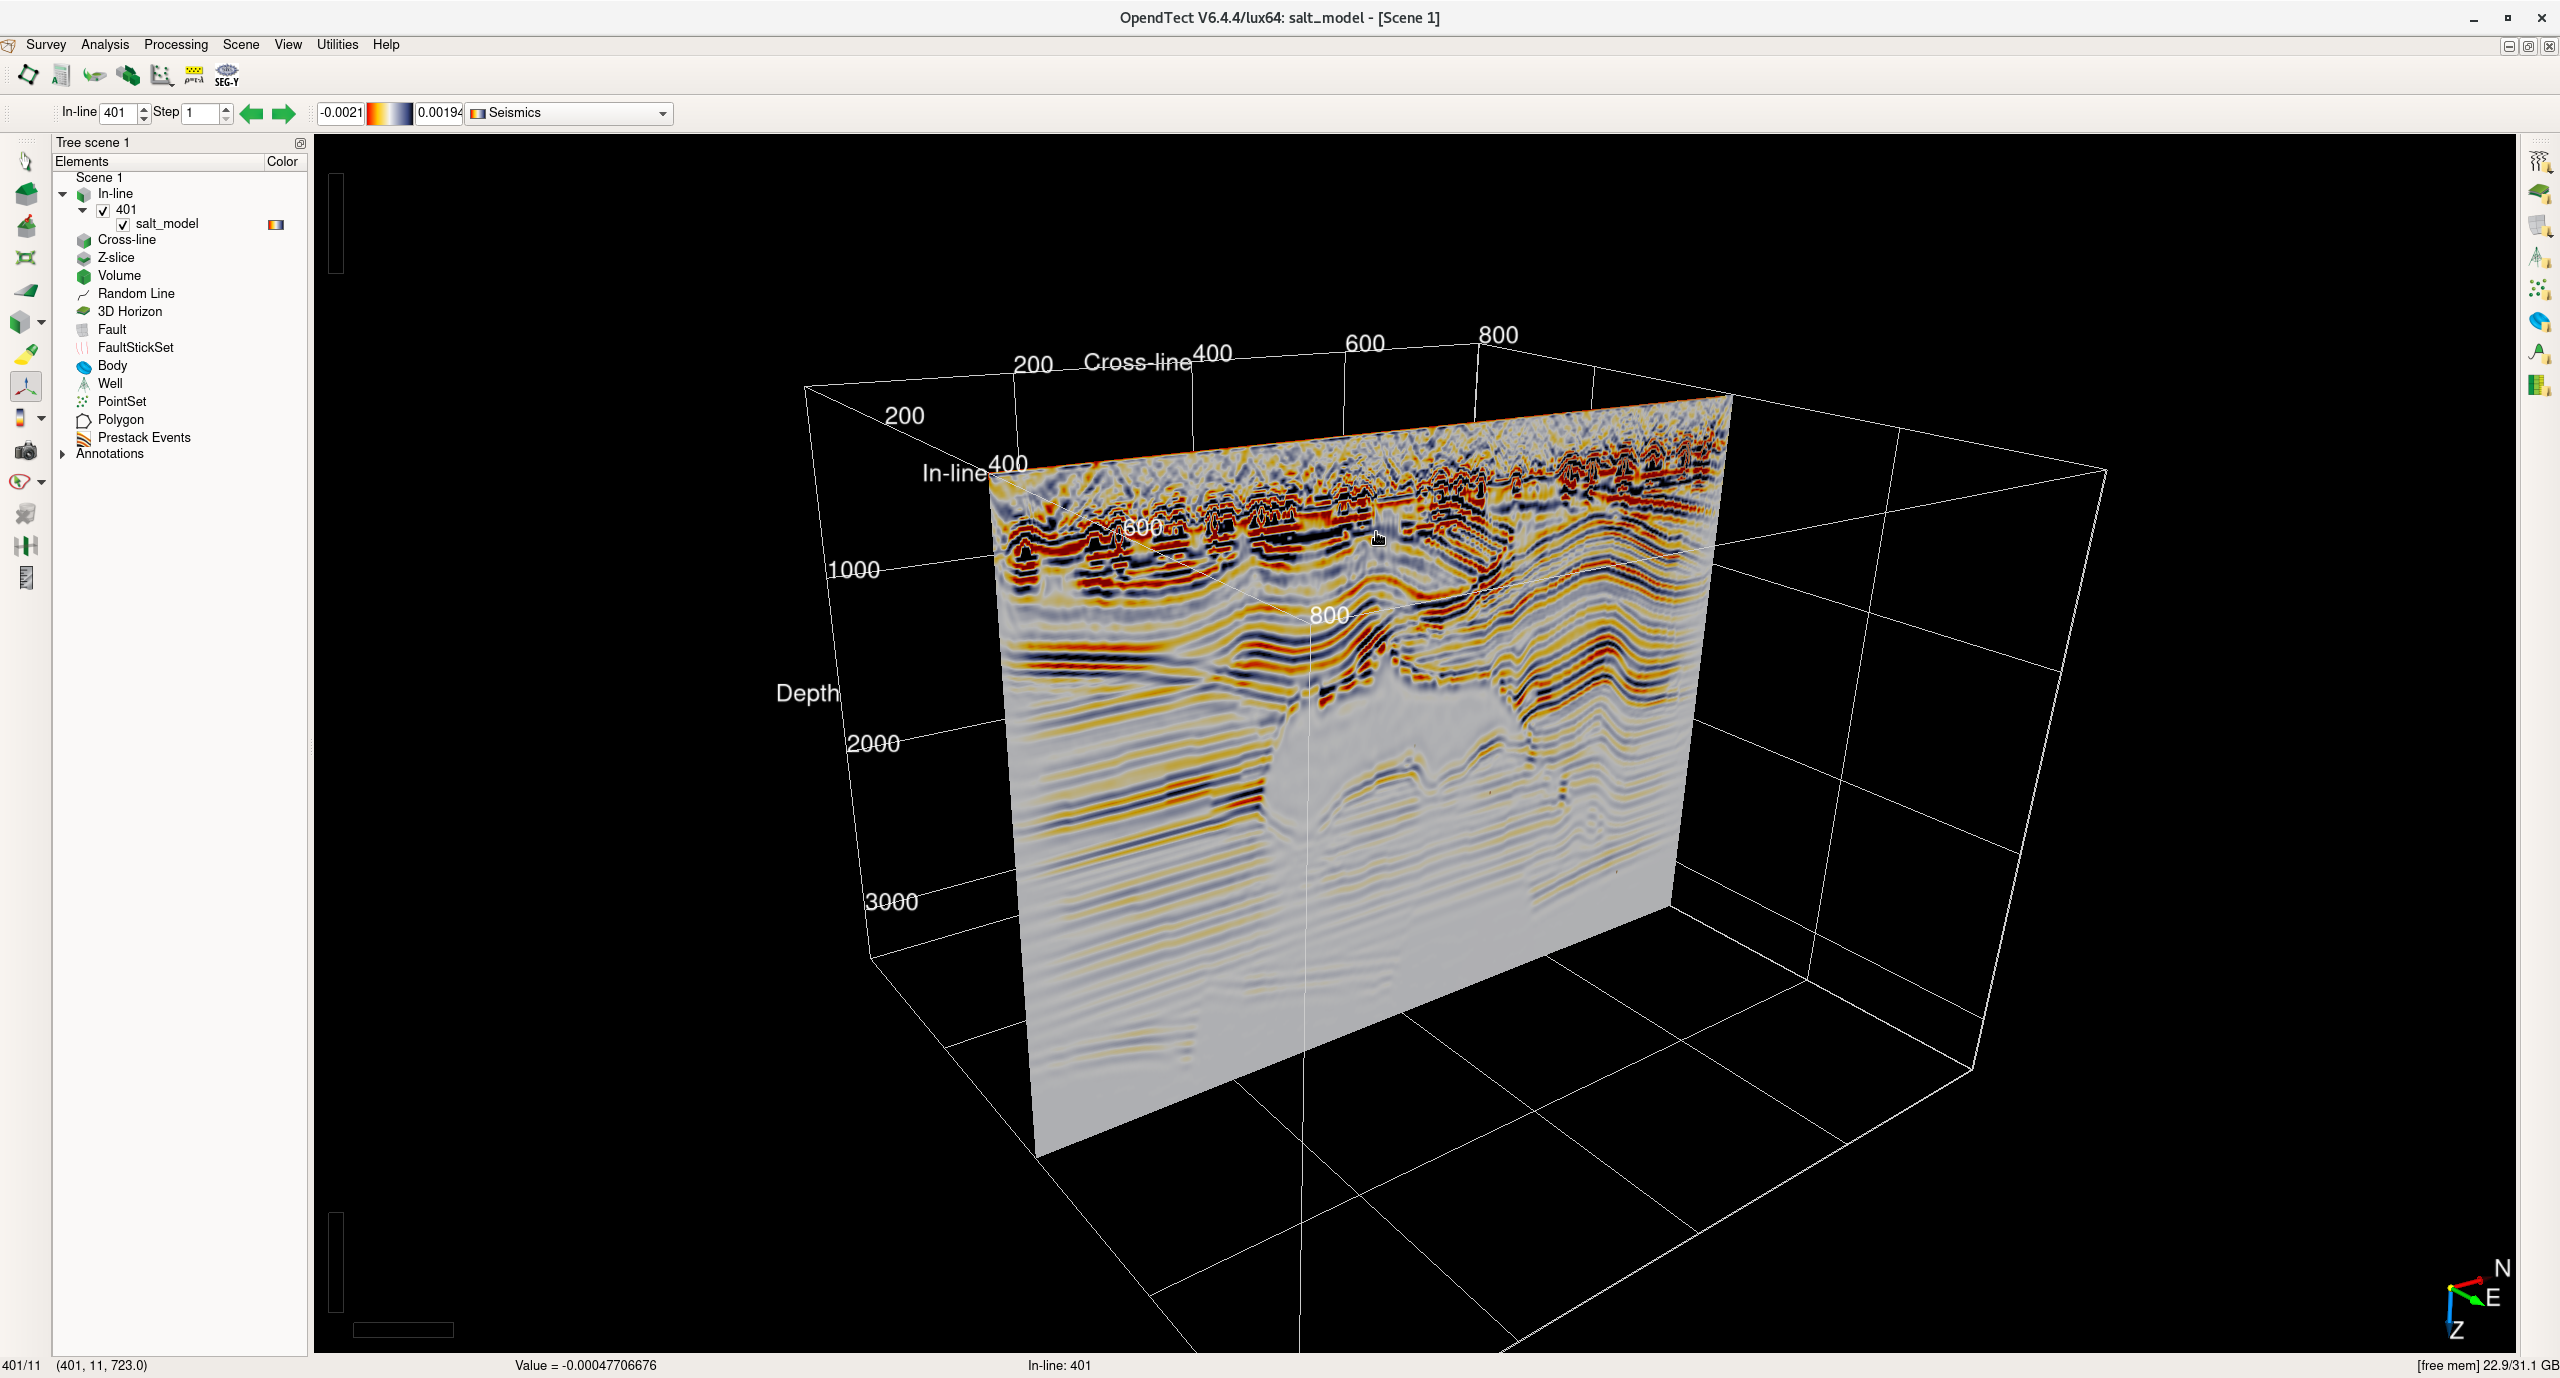 OpendTect V6.4.4/lux64: salt_model - [Scene 1]
Survey Analysis Processing Scene View Utilities Help
SEG-Y
In-line 401 Step 1 -0.0021 0.00194 Seismics
Tree scene 1
Elements Color
Scene 1
In-line
401
salt_model
Cross-line
Z-slice
Volume
Random Line
3D Horizon
Fault
FaultStickSet
Body
Well
PointSet
Polygon
Prestack Events
Annotations
200 Cross-line 400 600 800
200
In-line 400
600
800
1000
Depth
2000
3000
N
E
Z
401/11 (401, 11, 723.0) Value = -0.00047706676 In-line: 401 [free mem] 22.9/31.1 GB